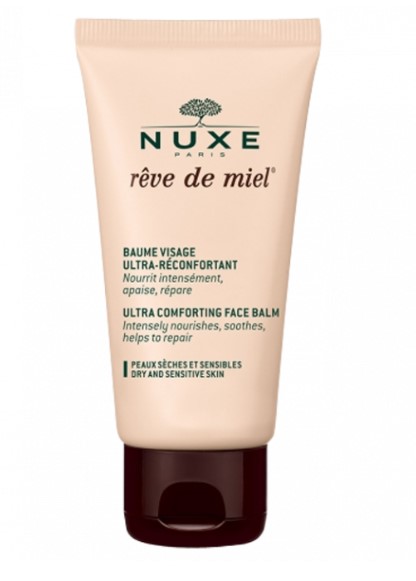 NUXE
PARIS
rêve de miel®
BAUME VISAGE
ULTRA-RÉCONFORTANT
Nourrit intensément,
apaise, répare
ULTRA COMFORTING FACE BALM
Intensely nourishes, soothes,
helps to repair
PEAUX SÈCHES ET SENSIBLES
DRY AND SENSITIVE SKIN